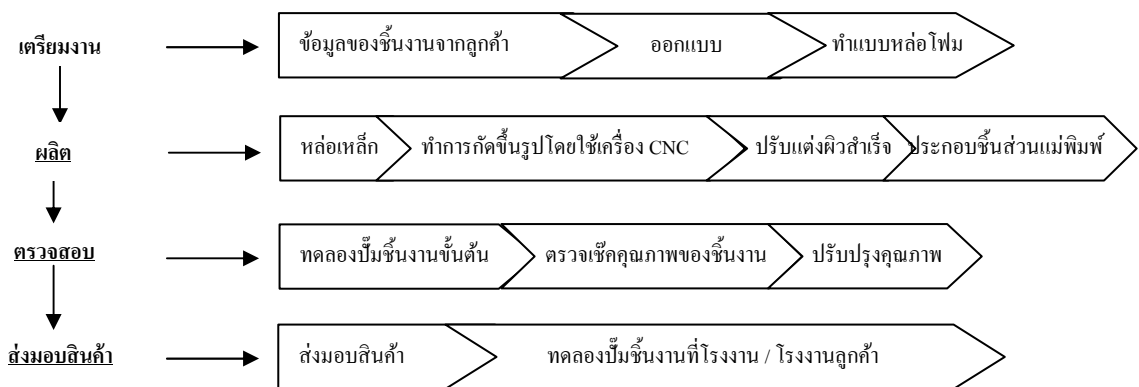 เตรียมงาน
ข้อมูลของชิ้นงานจากลูกค้า ออกแบบ ทำแบบหล่อโฟม
ผลิต
หล่อเหล็ก ทำการกัดขึ้นรูปโดยใช้เครื่อง CNC ปรับแต่งผิวสำเร็จ ประกอบชิ้นส่วนแม่พิมพ์
ตรวจสอบ
ทดลองปั๊มชิ้นงานขั้นต้น ตรวจเช๊คคุณภาพของชิ้นงาน ปรับปรุงคุณภาพ
ส่งมอบสินค้า
ส่งมอบสินค้า ทดลองปั๊มชิ้นงานที่โรงงาน / โรงงานลูกค้า